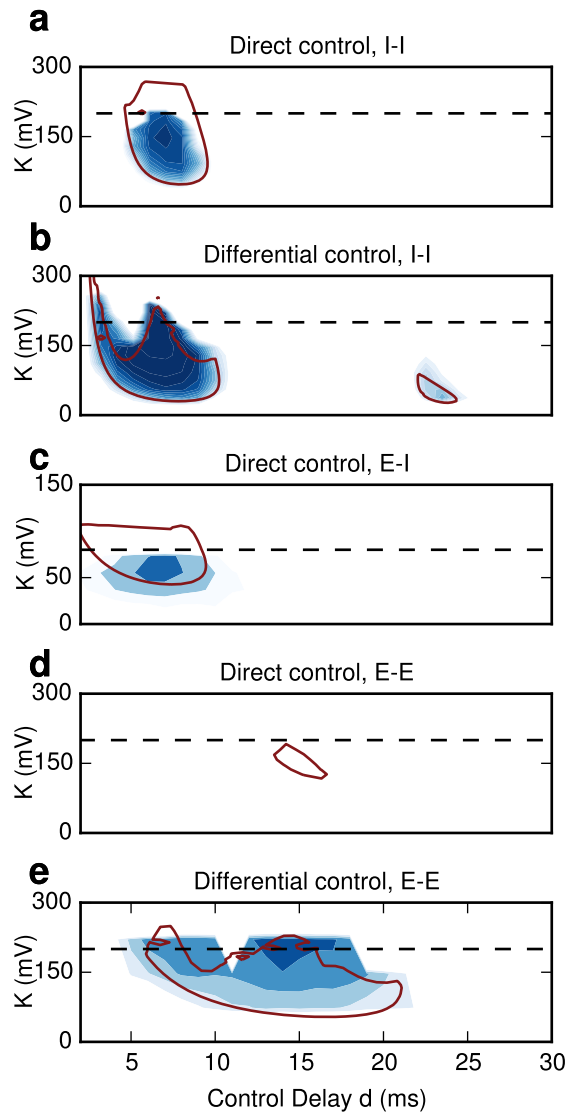 a
Direct control, I-I
300
150
0
K (mV)
b
Differential control, I-I
300
150
0
K (mV)
c
Direct control, E-I
150
50
0
K (mV)
d
Direct control, E-E
300
150
0
K (mV)
e
Differential control, E-E
300
150
0
K (mV)
5 10 15 20 25 30
Control Delay d (ms)